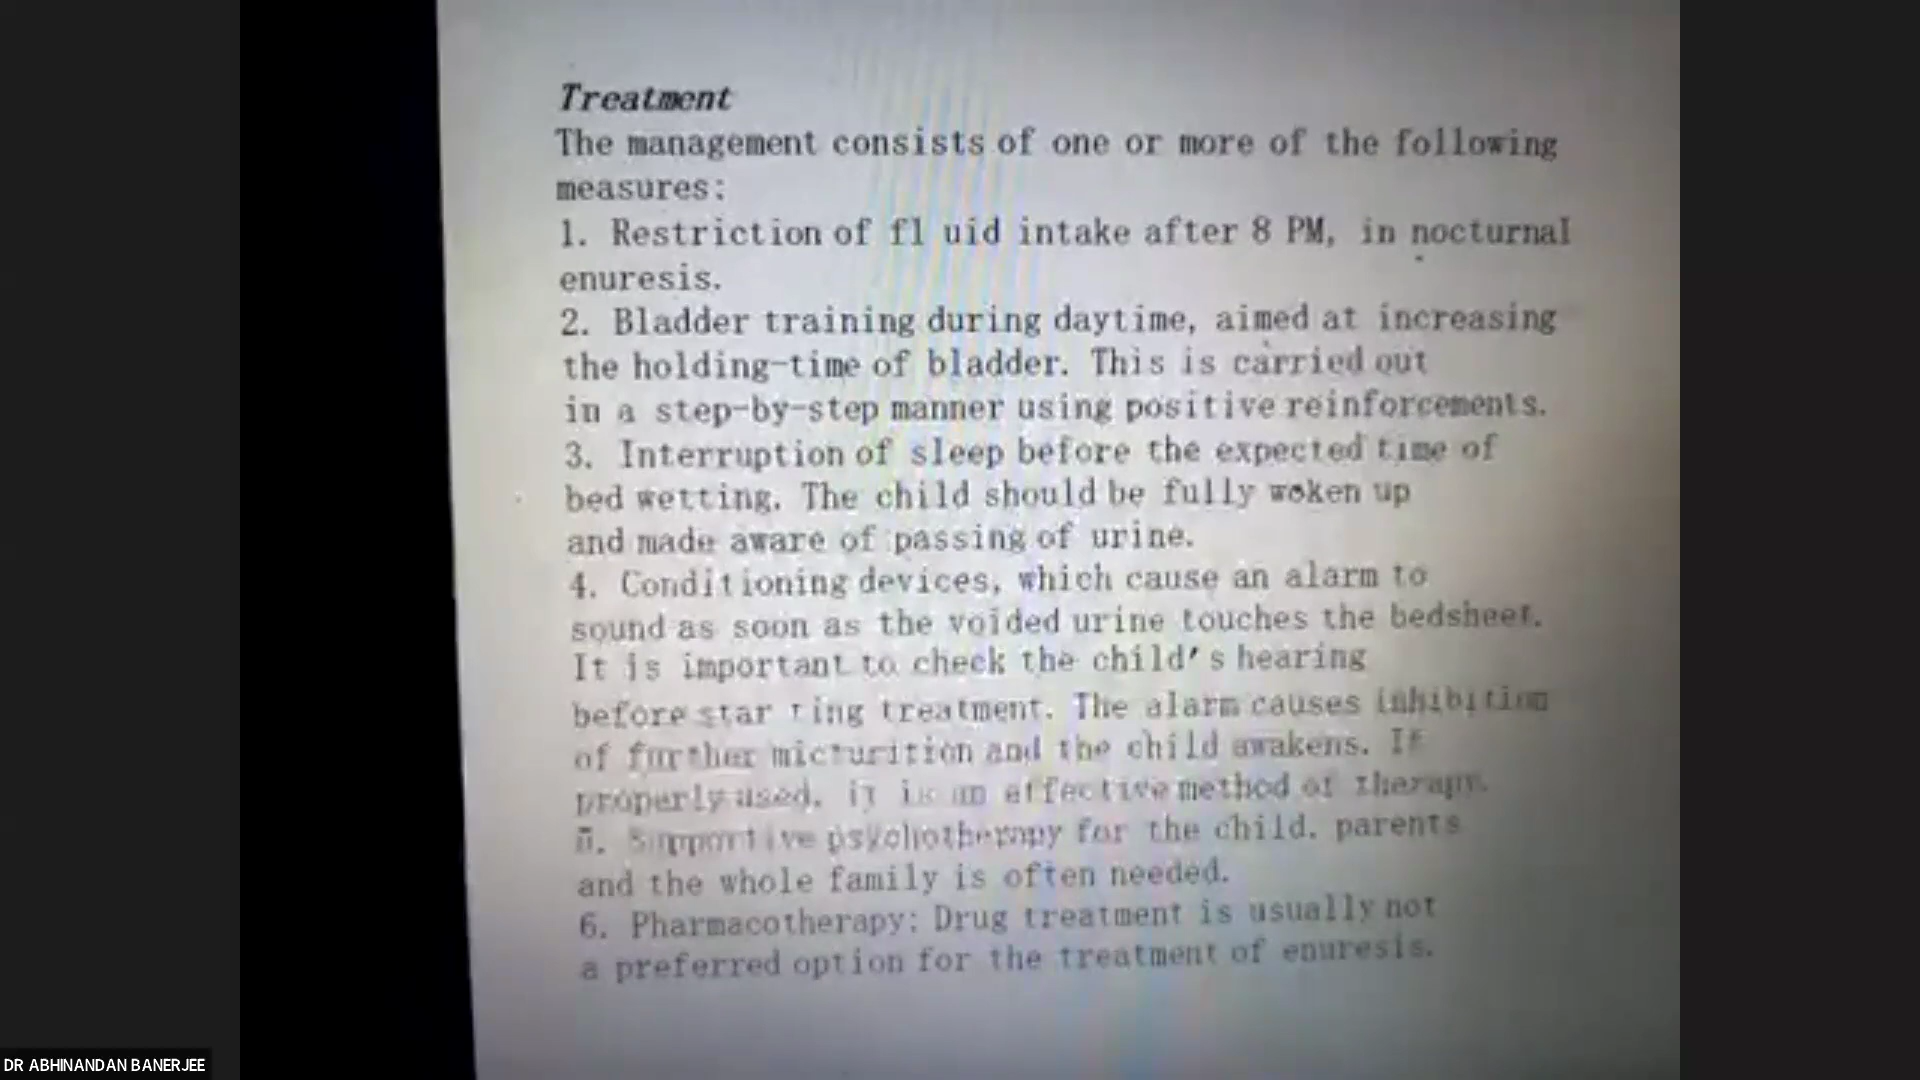 Treatment
The management consists of one or more of the following
measures:
1. Restriction of fl uid intake after 8 PM, in nocturnal
enuresis.
2. Bladder training during daytime, aimed at increasing
the holding-time of bladder. This is carried out
in a step-by-step manner using positive reinforcements.
3. Interruption of sleep before the expected time of
bed wetting. The child should be fully woken up
and made aware of passing of urine.
4. Conditioning devices, which cause an alarm to
sound as soon as the voided urine touches the bedsheet.
It is important to check the child's hearing
before star ting treatment. The alarm causes inhibition
of further micturition and the child awakens. If
properly used, it is an effective method of therapy.
5. Supportive psychotherapy for the child, parents
and the whole family is often needed.
6. Pharmacotherapy: Drug treatment is usually not
a preferred option for the treatment of enuresis.
DR ABHINANDAN BANERJEE